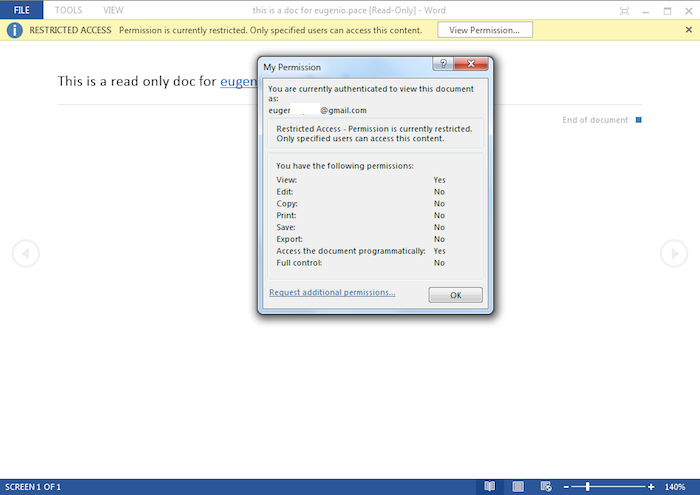 FILE TOOLS VIEW this is a doc for eugenio.pace [Read-Only] - Word
RESTRICTED ACCESS Permission is currently restricted. Only specified users can access this content. View Permission...
My Permission
This is a read only doc for eugen
You are currently authenticated to view this document
as:
euger @gmail.com
Restricted Access - Permission is currently restricted.
Only specified users can access this content.
End of document
You have the following permissions:
View: Yes
Edit: No
Copy: No
Print: No
Save: No
Export: No
Access the document programmatically: Yes
Full control: No
Request additional permissions... OK
SCREEN 1 OF 1 140%